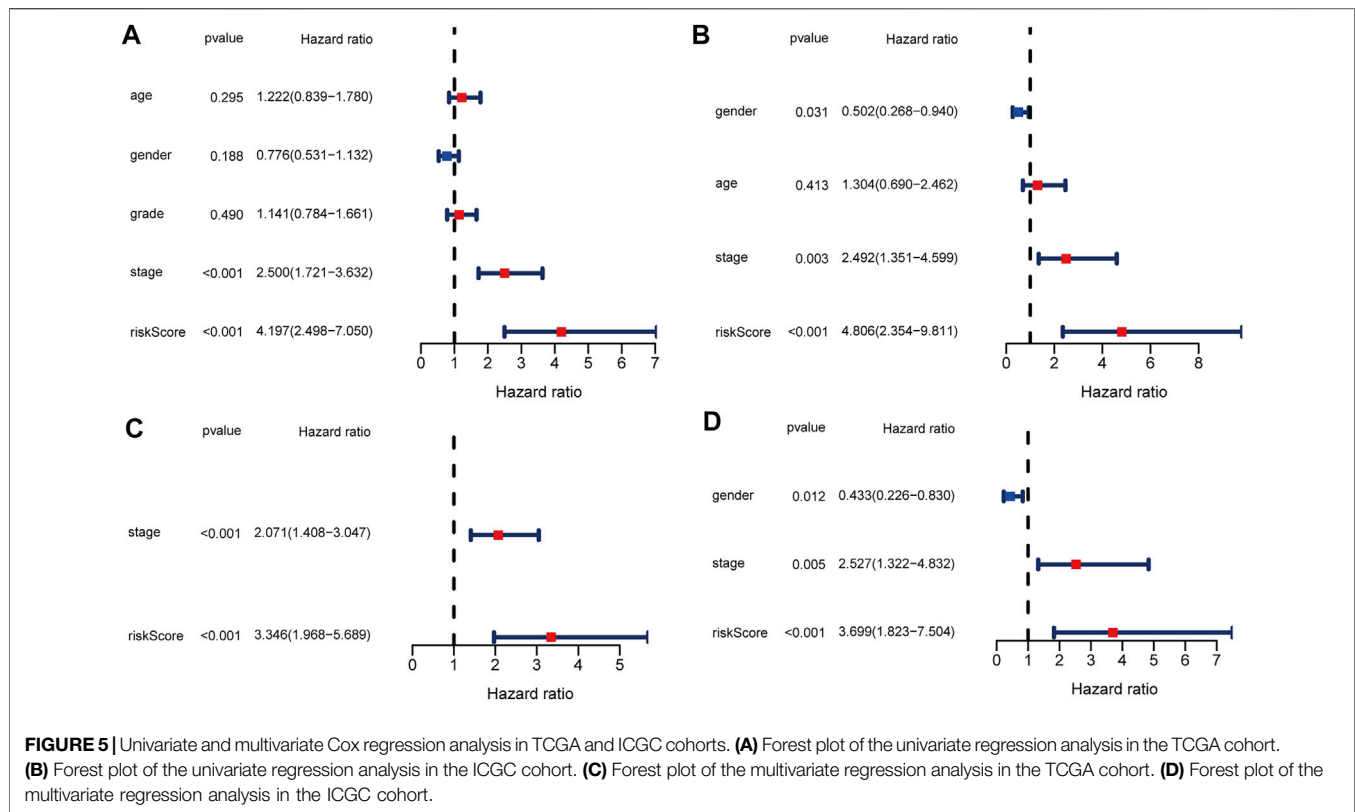 A
pvalue Hazard ratio
age 0.295 1.222(0.839−1.780)
gender 0.188 0.776(0.531−1.132)
grade 0.490 1.141(0.784−1.661)
stage <0.001 2.500(1.721−3.632)
riskScore <0.001 4.197(2.498−7.050)
0 1 2 3 4 5 6 7
Hazard ratio
B
pvalue Hazard ratio
gender 0.031 0.502(0.268−0.940)
age 0.413 1.304(0.690−2.462)
stage 0.003 2.492(1.351−4.599)
riskScore <0.001 4.806(2.354−9.811)
0 2 4 6 8
Hazard ratio
C
pvalue Hazard ratio
stage <0.001 2.071(1.408−3.047)
riskScore <0.001 3.346(1.968−5.689)
0 1 2 3 4 5
Hazard ratio
D
pvalue Hazard ratio
gender 0.012 0.433(0.226−0.830)
stage 0.005 2.527(1.322−4.832)
riskScore <0.001 3.699(1.823−7.504)
0 1 2 3 4 5 6 7
Hazard ratio
FIGURE 5 | Univariate and multivariate Cox regression analysis in TCGA and ICGC cohorts. (A) Forest plot of the univariate regression analysis in the TCGA cohort.
(B) Forest plot of the univariate regression analysis in the ICGC cohort. (C) Forest plot of the multivariate regression analysis in the TCGA cohort. (D) Forest plot of the
multivariate regression analysis in the ICGC cohort.